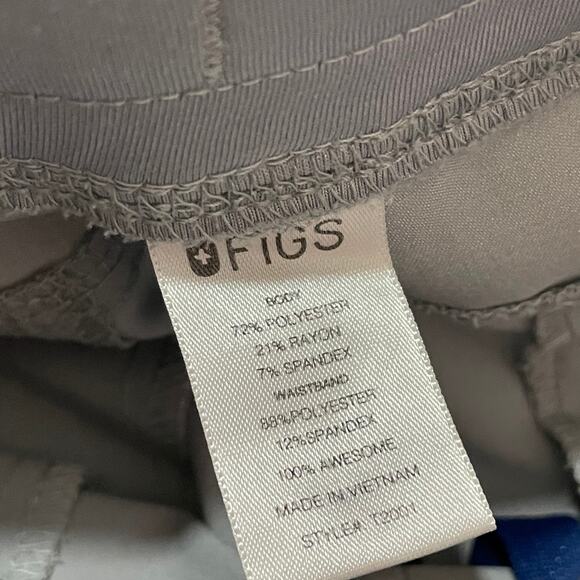 FIGS
BODY
72% POLYESTER
21% RAYON
7% SPANDEX
WAISTBAND
88%POLYESTER
12%SPANDEX
100% AWESOME
MADE IN VIETNAM
STYLE# T2001